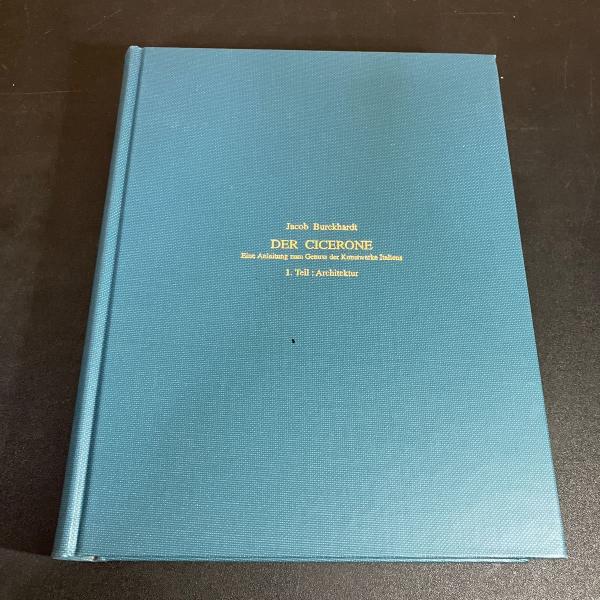 Jacob Burckhardt
DER CICERONE
Eine Anleitung zum Genuss der Kunstwerke Italiens
1. Teil : Architektur